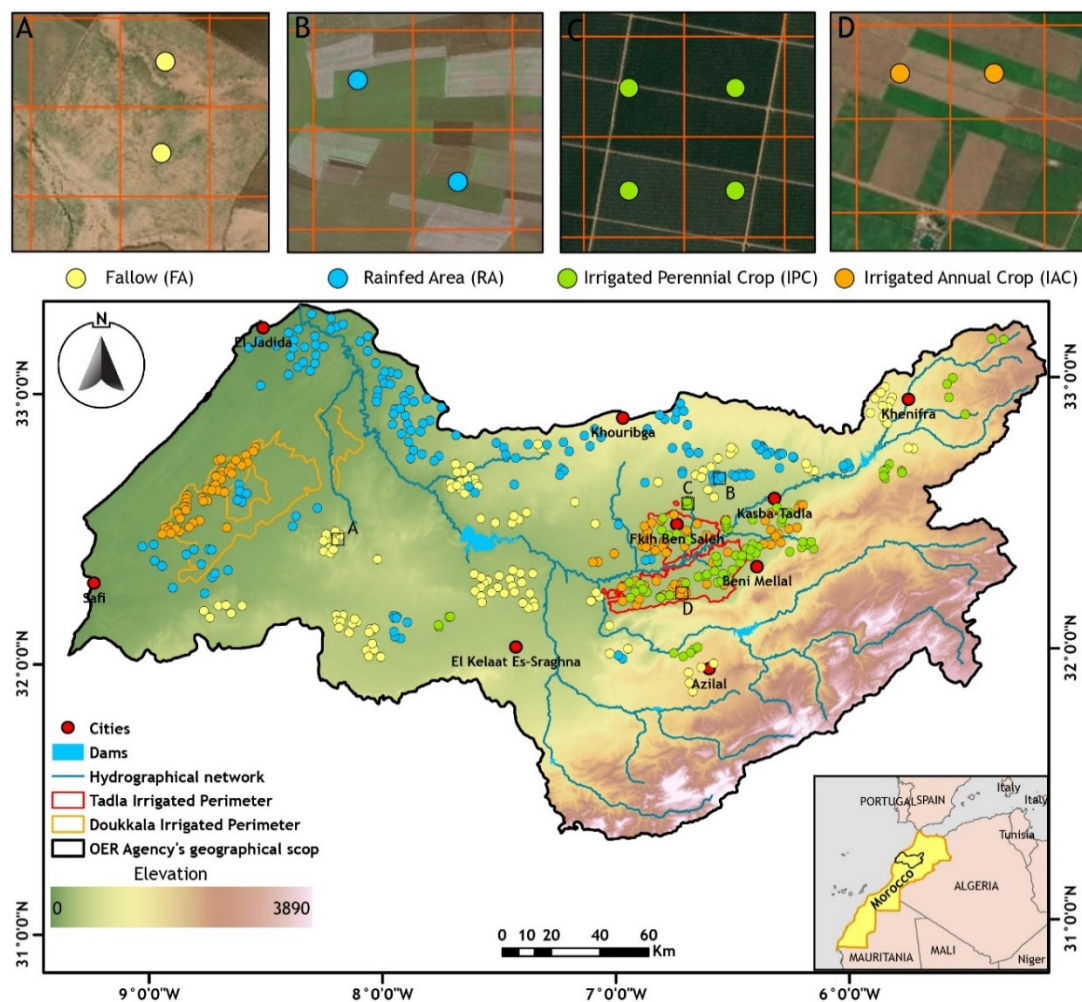 A
B
C
D
Fallow (FA)
Rainfed Area (RA)
Irrigated Perennial Crop (IPC)
Irrigated Annual Crop (IAC)
N
El Jadida
Khouribga
Khenifra
33°0'0"N
33°0'0"N
C
B
A
Kasba-Tadla
Fkih Ben Saleh
Beni Mellal
D
Safi
El Kelaat Es-Sraghna
Azilal
32°0'0"N
32°0'0"N
Cities
Dams
Hydrographical network
Tadla Irrigated Perimeter
Doukkala Irrigated Perimeter
OER Agency's geographical scop
Elevation
0
3890
0 10 20 40 60
Km
PORTUGAL
SPAIN
Italy
Italy
Tunisia
Morocco
ALGERIA
MAURITANIA
MALI
Niger
31°0'0"N
31°0'0"N
9°0'0"W
8°0'0"W
7°0'0"W
6°0'0"W